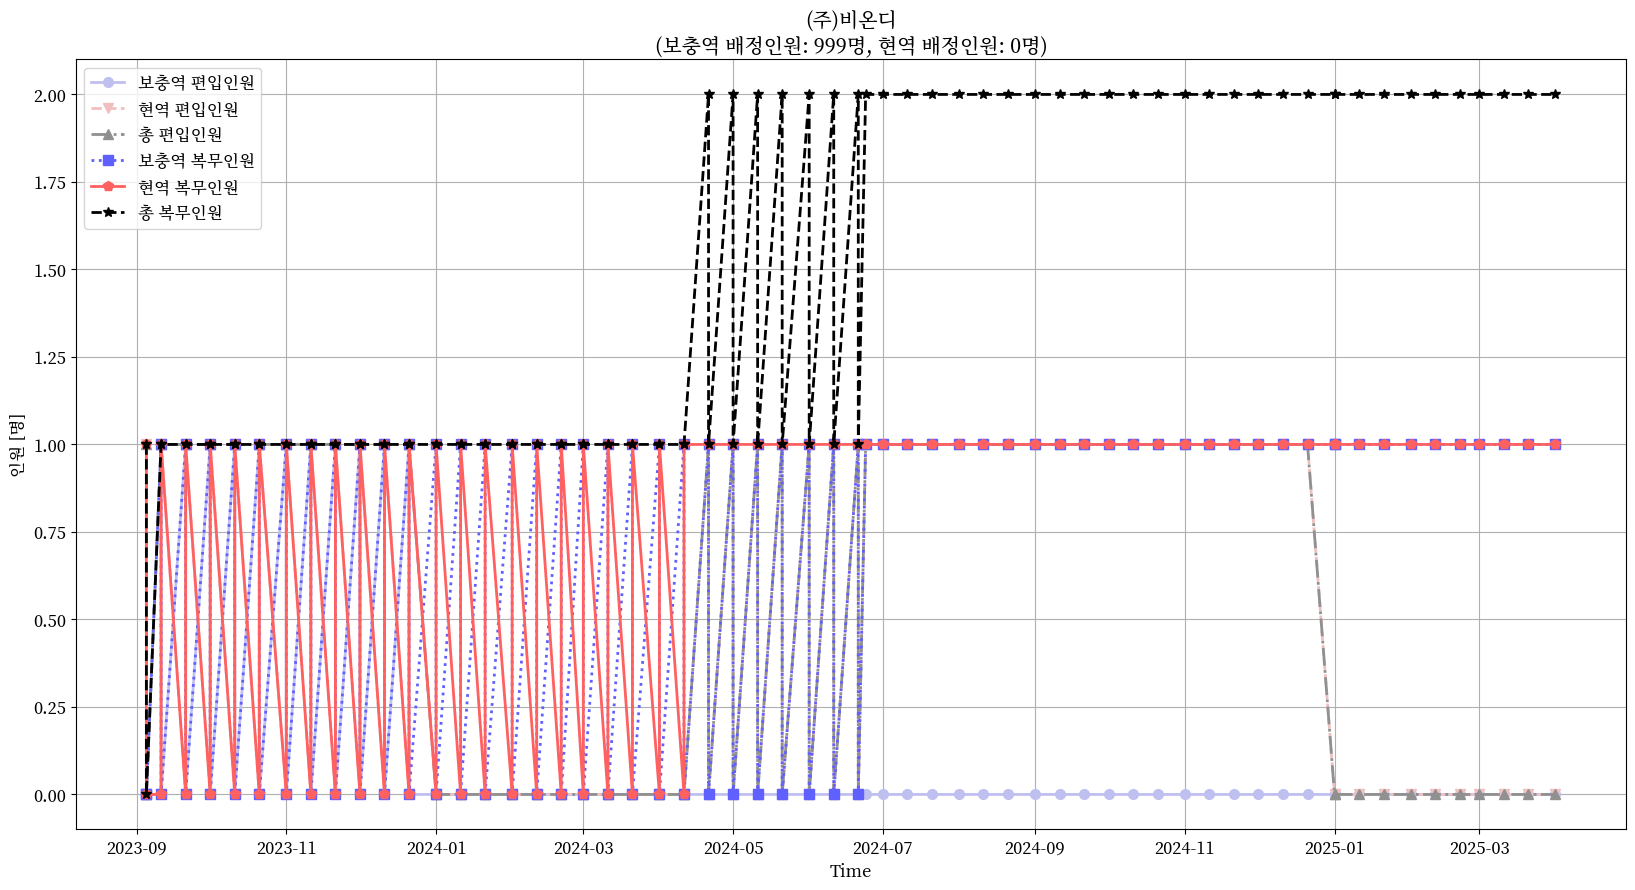 (주)비온디
(보충역 배정인원: 999명, 현역 배정인원: 0명)
보충역 편입인원
현역 편입인원
총 편입인원
보충역 복무인원
현역 복무인원
총 복무인원
인원 [명]
2.00
1.75
1.50
1.25
1.00
0.75
0.50
0.25
0.00
2023-09 2023-11 2024-01 2024-03 2024-05 2024-07 2024-09 2024-11 2025-01 2025-03
Time